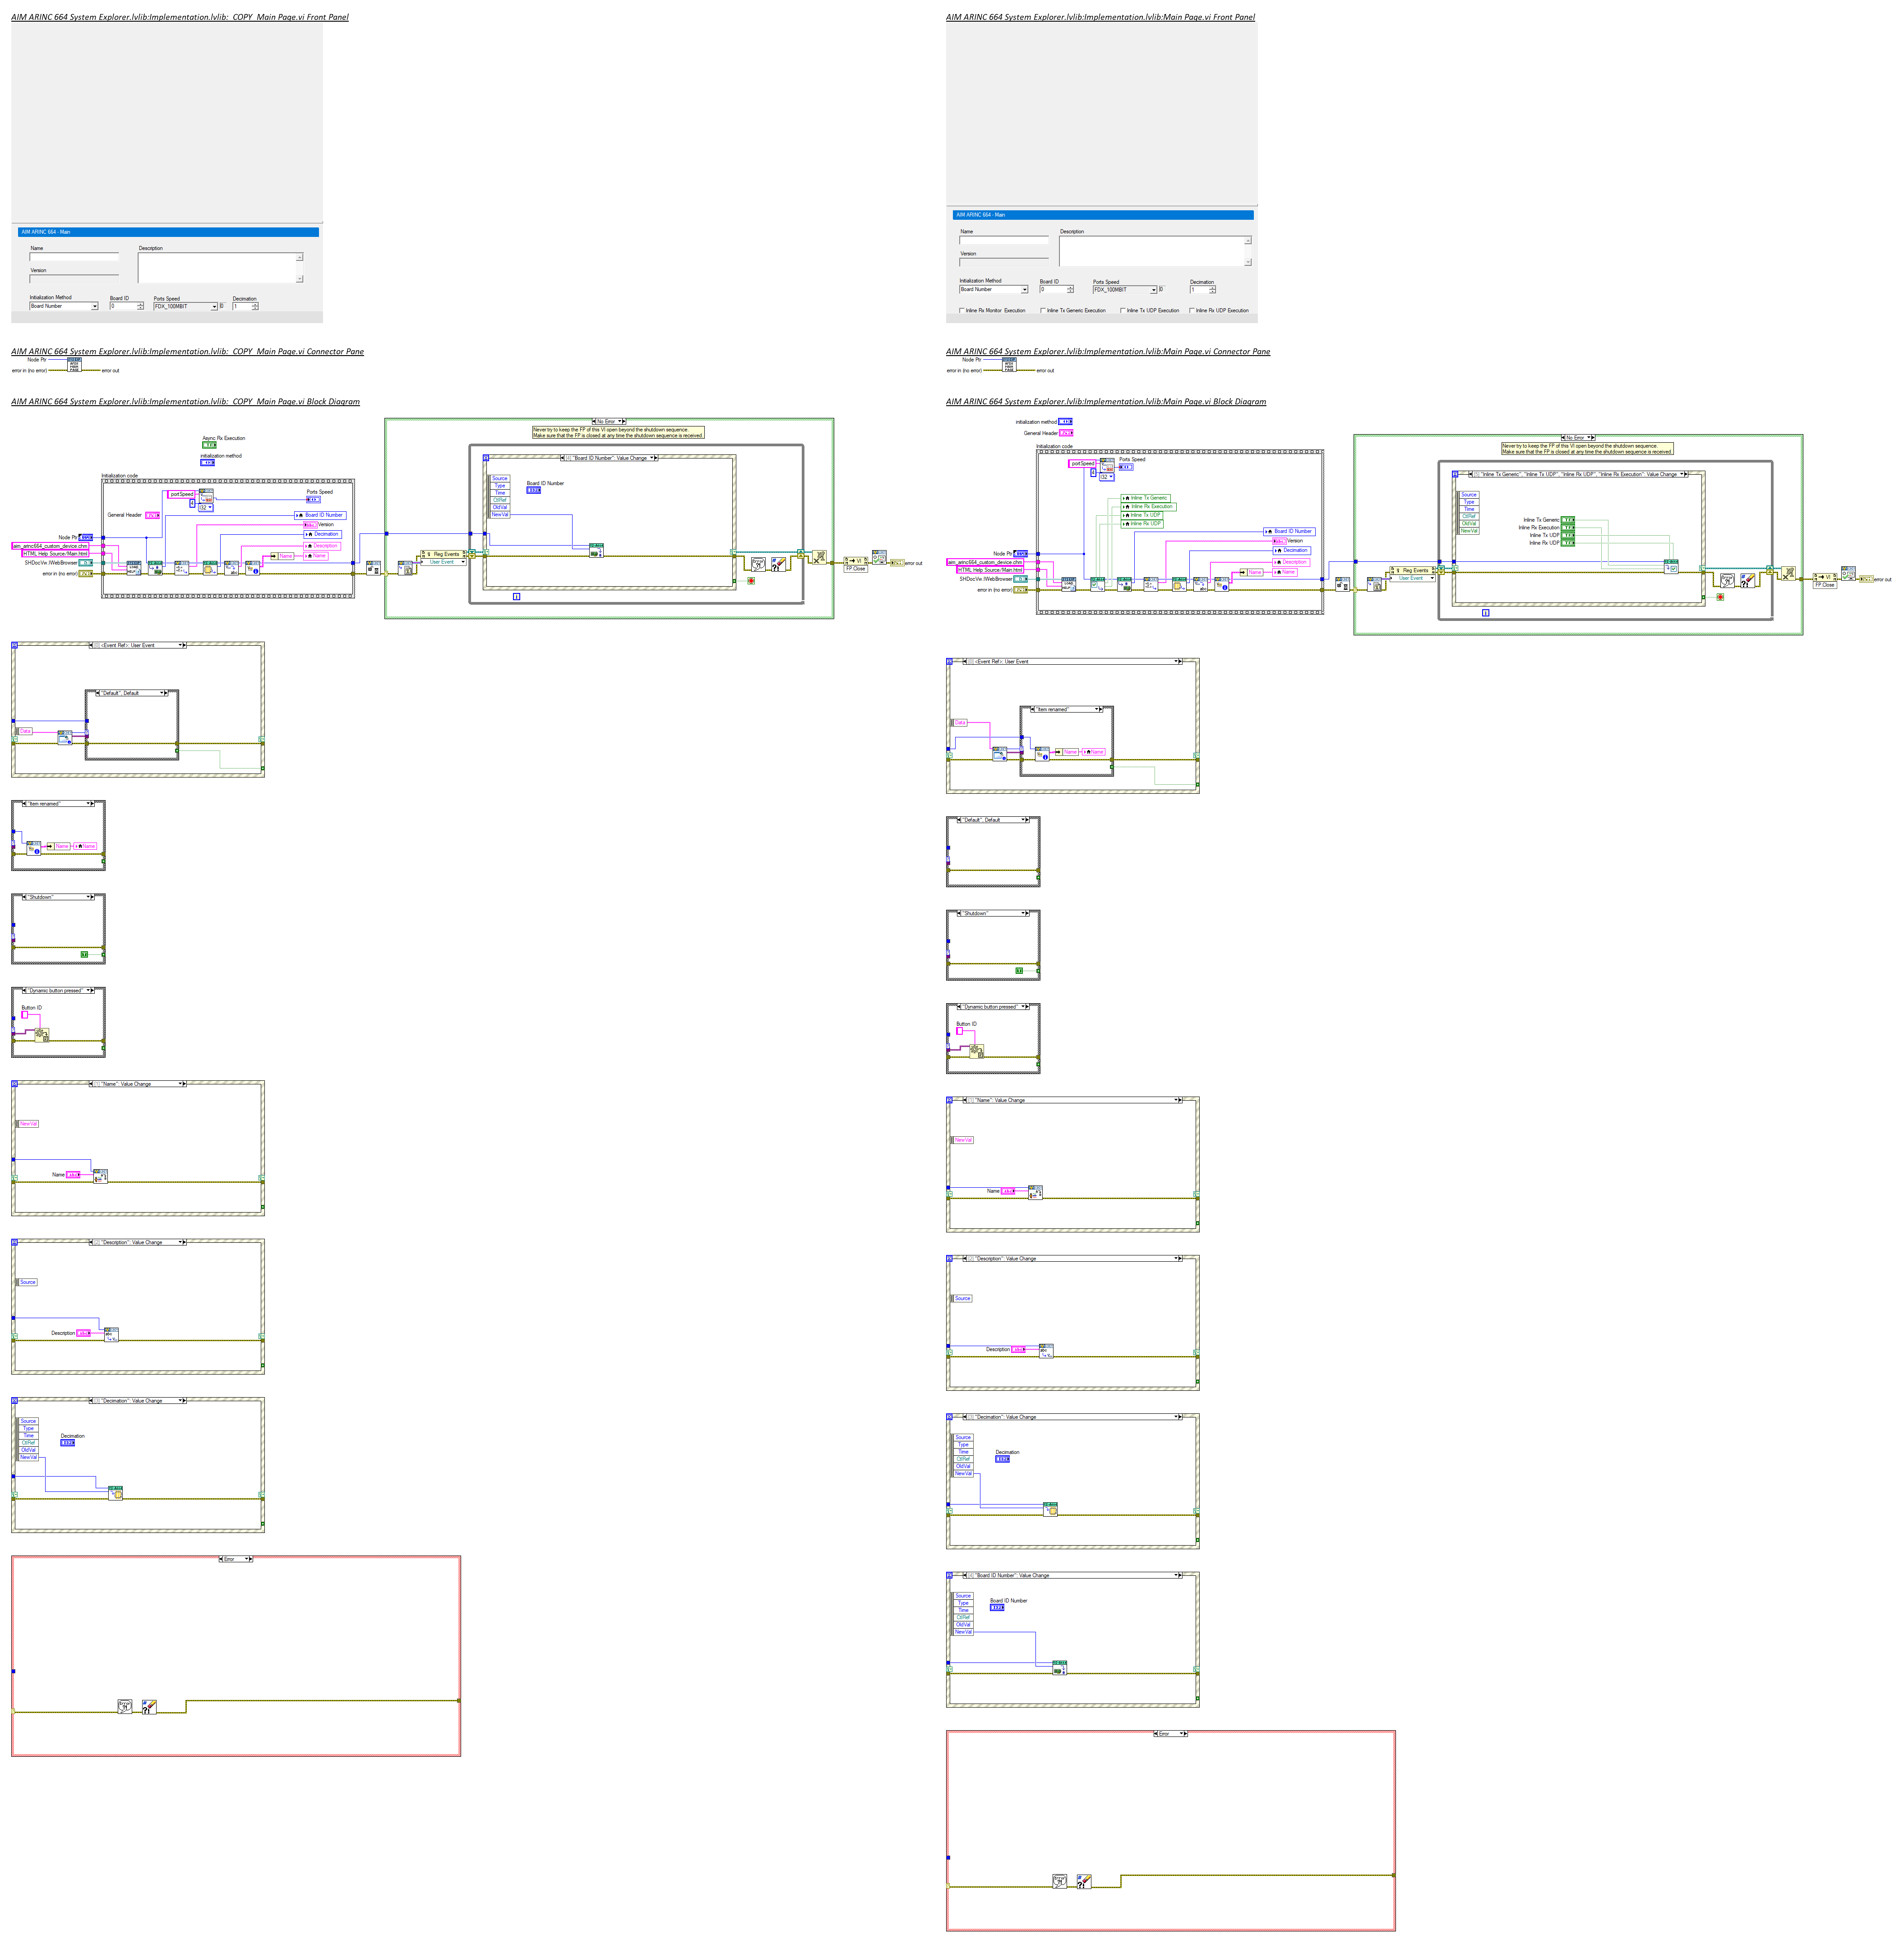 AIM ARINC 664 System Explorer.lvlib:Implementation.lvlib:_COPY_Main Page.vi Front Panel
AIM ARINC 664 - Main
Name
Description
Version
Initialization Method
Board ID
Ports Speed
Decimation
Board Number
0
FDX_100MBIT
0
1
AIM ARINC 664 System Explorer.lvlib:Implementation.lvlib:_COPY_Main Page.vi Connector Pane
Node Ptr
error in (no error)
error out
AIM ARINC 664 System Explorer.lvlib:Implementation.lvlib:_COPY_Main Page.vi Block Diagram
Async Rx Execution
initialization method
Initialization code
portSpeed
I32
Ports Speed
General Header
Board ID Number
Version
Decimation
Description
Name
Name
Node Ptr
aim_arinc664_custom_device.chm
HTML Help Source/Main.html
SHDocVw.IWebBrowser
error in (no error)
No Error
Never try to keep the FP of this VI open beyond the shutdown sequence.
Make sure that the FP is closed at any time the shutdown sequence is received.
[4] "Board ID Number": Value Change
Source
Type
Time
CtlRef
OldVal
NewVal
Board ID Number
Reg Events
User Event
VI
FP Close
error out
[0] <Event Ref>: User Event
"Default", Default
Data
"Item renamed"
Name
Name
"Shutdown"
"Dynamic button pressed"
Button ID
[1] "Name": Value Change
NewVal
Name
[2] "Description": Value Change
Source
Description
[3] "Decimation": Value Change
Source
Type
Time
CtlRef
OldVal
NewVal
Decimation
Error
AIM ARINC 664 System Explorer.lvlib:Implementation.lvlib:Main Page.vi Front Panel
AIM ARINC 664 - Main
Name
Description
Version
Initialization Method
Board ID
Ports Speed
Decimation
Board Number
0
FDX_100MBIT
0
1
Inline Rx Monitor Execution
Inline Tx Generic Execution
Inline Tx UDP Execution
Inline Rx UDP Execution
AIM ARINC 664 System Explorer.lvlib:Implementation.lvlib:Main Page.vi Connector Pane
Node Ptr
error in (no error)
error out
AIM ARINC 664 System Explorer.lvlib:Implementation.lvlib:Main Page.vi Block Diagram
initialization method
General Header
Initialization code
portSpeed
I32
Ports Speed
Inline Tx Generic
Inline Rx Execution
Inline Tx UDP
Inline Rx UDP
Board ID Number
Version
Decimation
Description
Name
Name
Node Ptr
aim_arinc664_custom_device.chm
HTML Help Source/Main.html
SHDocVw.IWebBrowser
error in (no error)
No Error
Never try to keep the FP of this VI open beyond the shutdown sequence.
Make sure that the FP is closed at any time the shutdown sequence is received.
[5] "Inline Tx Generic", "Inline Tx UDP", "Inline Rx UDP", "Inline Rx Execution": Value Change
Source
Type
Time
CtlRef
OldVal
NewVal
Inline Tx Generic
Inline Rx Execution
Inline Tx UDP
Inline Rx UDP
Reg Events
User Event
VI
FP Close
error out
[0] <Event Ref>: User Event
"Item renamed"
Data
Name
Name
"Default", Default
"Shutdown"
"Dynamic button pressed"
Button ID
[1] "Name": Value Change
NewVal
Name
[2] "Description": Value Change
Source
Description
[3] "Decimation": Value Change
Source
Type
Time
CtlRef
OldVal
NewVal
Decimation
[4] "Board ID Number": Value Change
Source
Type
Time
CtlRef
OldVal
NewVal
Board ID Number
Error